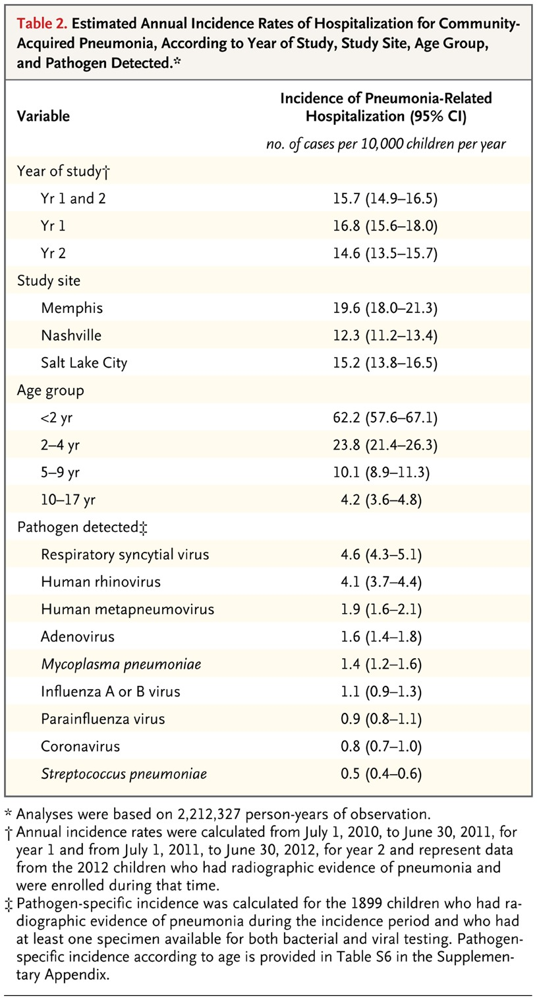 Table 2. Estimated Annual Incidence Rates of Hospitalization for Community-
Acquired Pneumonia, According to Year of Study, Study Site, Age Group,
and Pathogen Detected.*
Variable
Incidence of Pneumonia-Related
Hospitalization (95% CI)
no. of cases per 10,000 children per year
Year of study†
Yr 1 and 2 15.7 (14.9–16.5)
Yr 1 16.8 (15.6–18.0)
Yr 2 14.6 (13.5–15.7)
Study site
Memphis 19.6 (18.0–21.3)
Nashville 12.3 (11.2–13.4)
Salt Lake City 15.2 (13.8–16.5)
Age group
<2 yr 62.2 (57.6–67.1)
2–4 yr 23.8 (21.4–26.3)
5–9 yr 10.1 (8.9–11.3)
10–17 yr 4.2 (3.6–4.8)
Pathogen detected‡
Respiratory syncytial virus 4.6 (4.3–5.1)
Human rhinovirus 4.1 (3.7–4.4)
Human metapneumovirus 1.9 (1.6–2.1)
Adenovirus 1.6 (1.4–1.8)
Mycoplasma pneumoniae 1.4 (1.2–1.6)
Influenza A or B virus 1.1 (0.9–1.3)
Parainfluenza virus 0.9 (0.8–1.1)
Coronavirus 0.8 (0.7–1.0)
Streptococcus pneumoniae 0.5 (0.4–0.6)
* Analyses were based on 2,212,327 person-years of observation.
† Annual incidence rates were calculated from July 1, 2010, to June 30, 2011, for
year 1 and from July 1, 2011, to June 30, 2012, for year 2 and represent data
from the 2012 children who had radiographic evidence of pneumonia and
were enrolled during that time.
‡ Pathogen-specific incidence was calculated for the 1899 children who had ra-
diographic evidence of pneumonia during the incidence period and who had
at least one specimen available for both bacterial and viral testing. Pathogen-
specific incidence according to age is provided in Table S6 in the Supplemen-
tary Appendix.